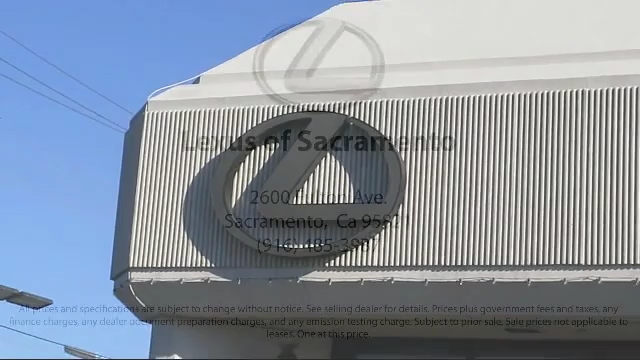 Lexus of Sacramento
2600 Fulton Ave.
Sacramento, Ca 95821
(916) 485-3987
All prices and specifications are subject to change without notice. See selling dealer for details. Prices plus government fees and taxes, any
finance charges, any dealer document preparation charges, and any emission testing charge. Subject to prior sale. Sale prices not applicable to
leases. One at this price.